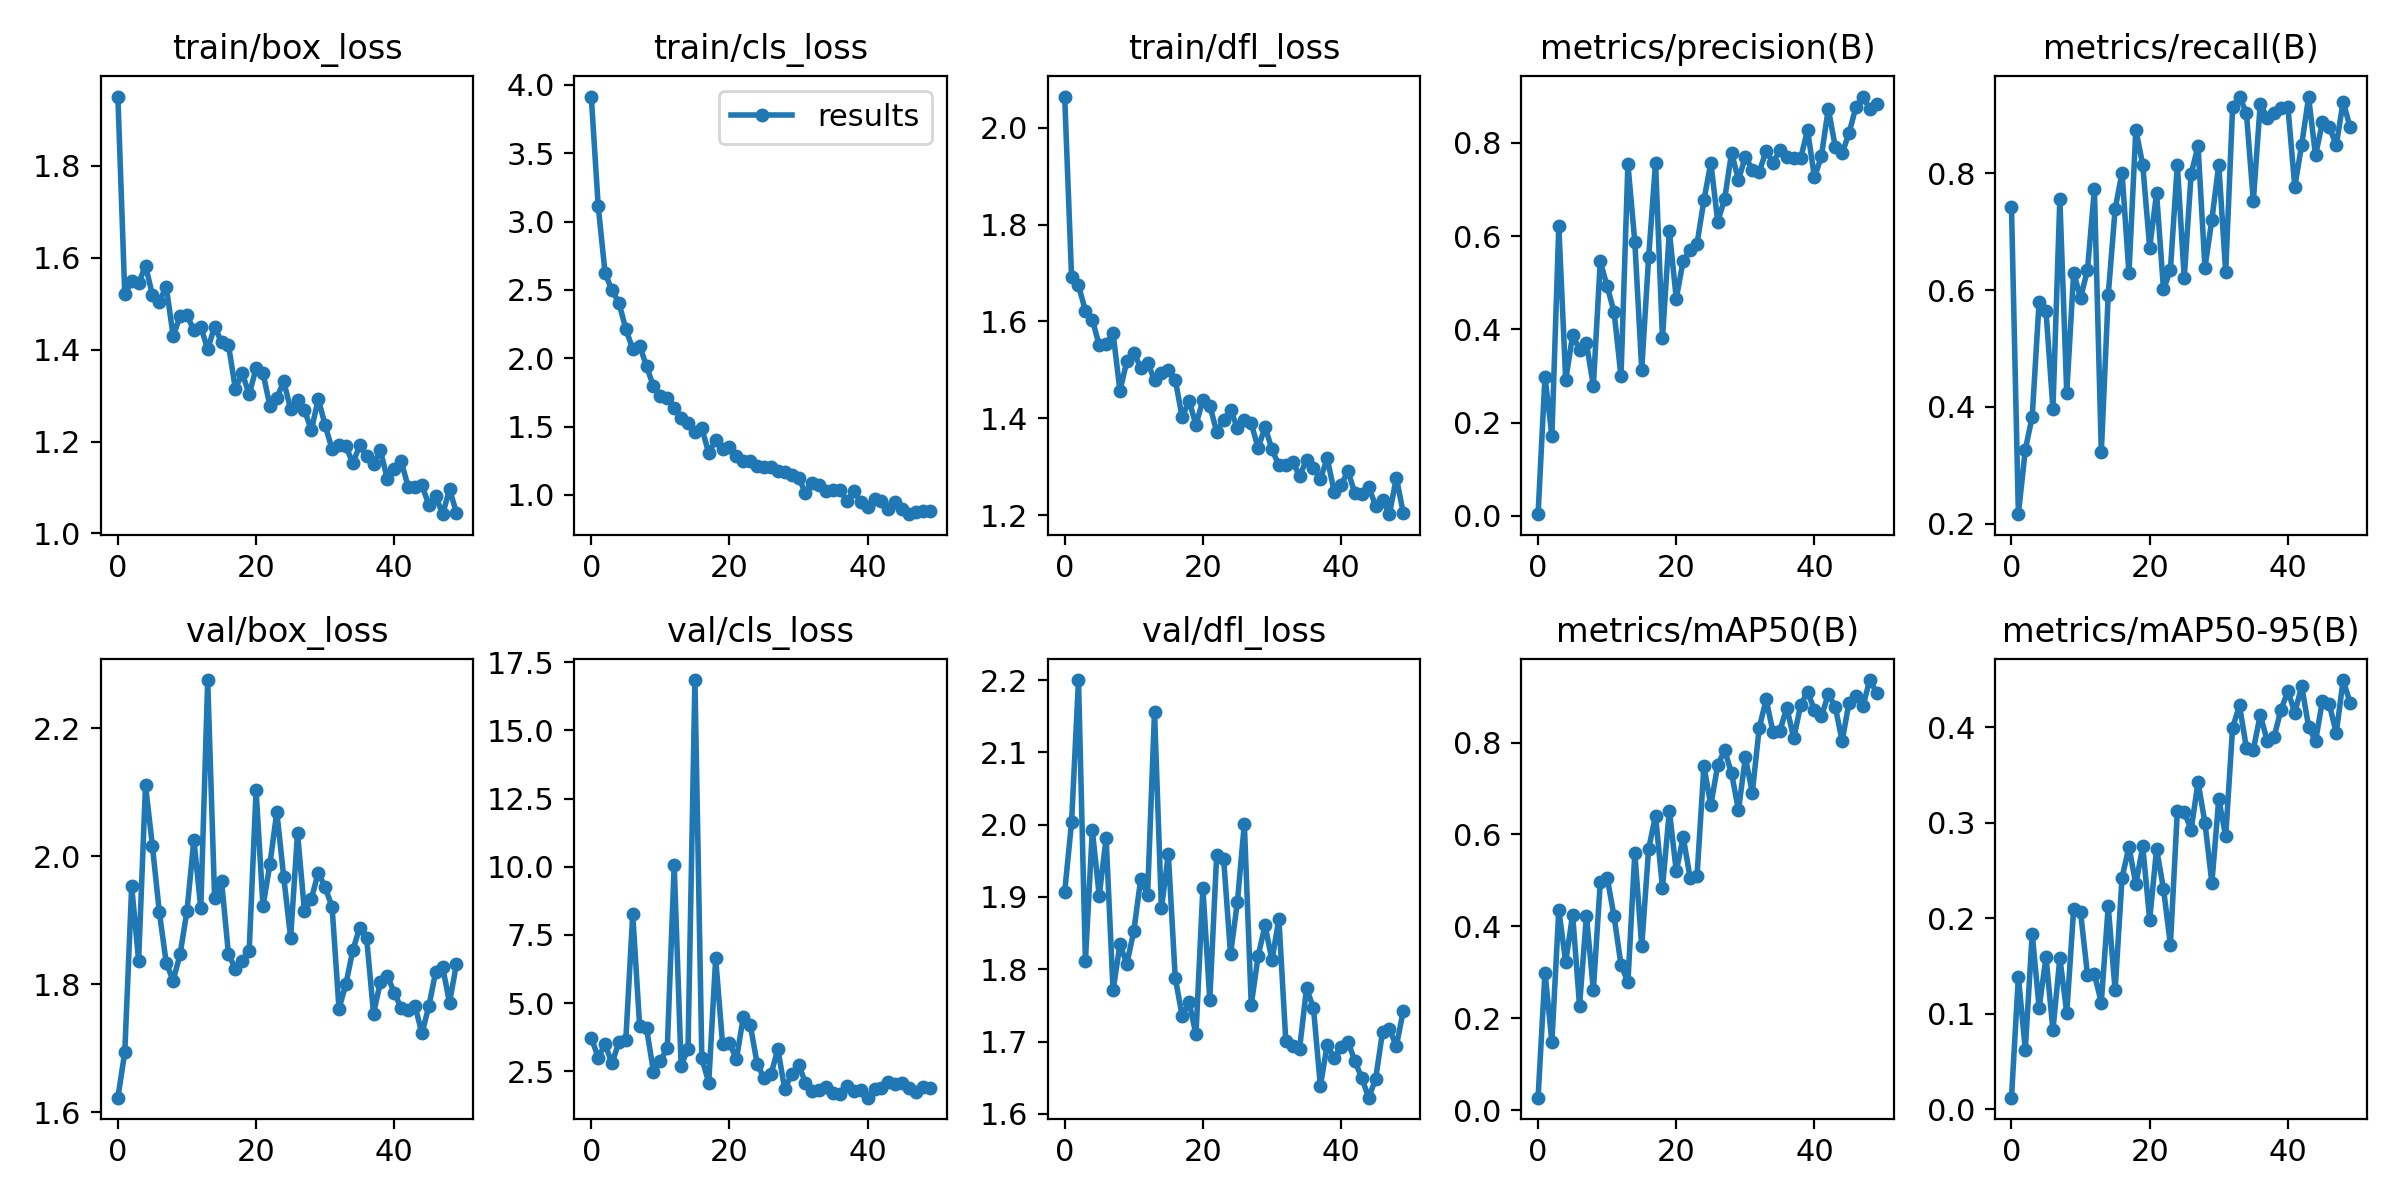 train/box_loss
train/cls_loss
train/dfl_loss
metrics/precision(B)
metrics/recall(B)
1.8
1.6
1.4
1.2
1.0
0 20 40
results
4.0
3.5
3.0
2.5
2.0
1.5
1.0
0 20 40
2.0
1.8
1.6
1.4
1.2
0 20 40
0.8
0.6
0.4
0.2
0.0
0 20 40
0.8
0.6
0.4
0.2
0 20 40
val/box_loss
val/cls_loss
val/dfl_loss
metrics/mAP50(B)
metrics/mAP50-95(B)
2.2
2.0
1.8
1.6
0 20 40
17.5
15.0
12.5
10.0
7.5
5.0
2.5
0 20 40
2.2
2.1
2.0
1.9
1.8
1.7
1.6
0 20 40
0.8
0.6
0.4
0.2
0.0
0 20 40
0.4
0.3
0.2
0.1
0.0
0 20 40